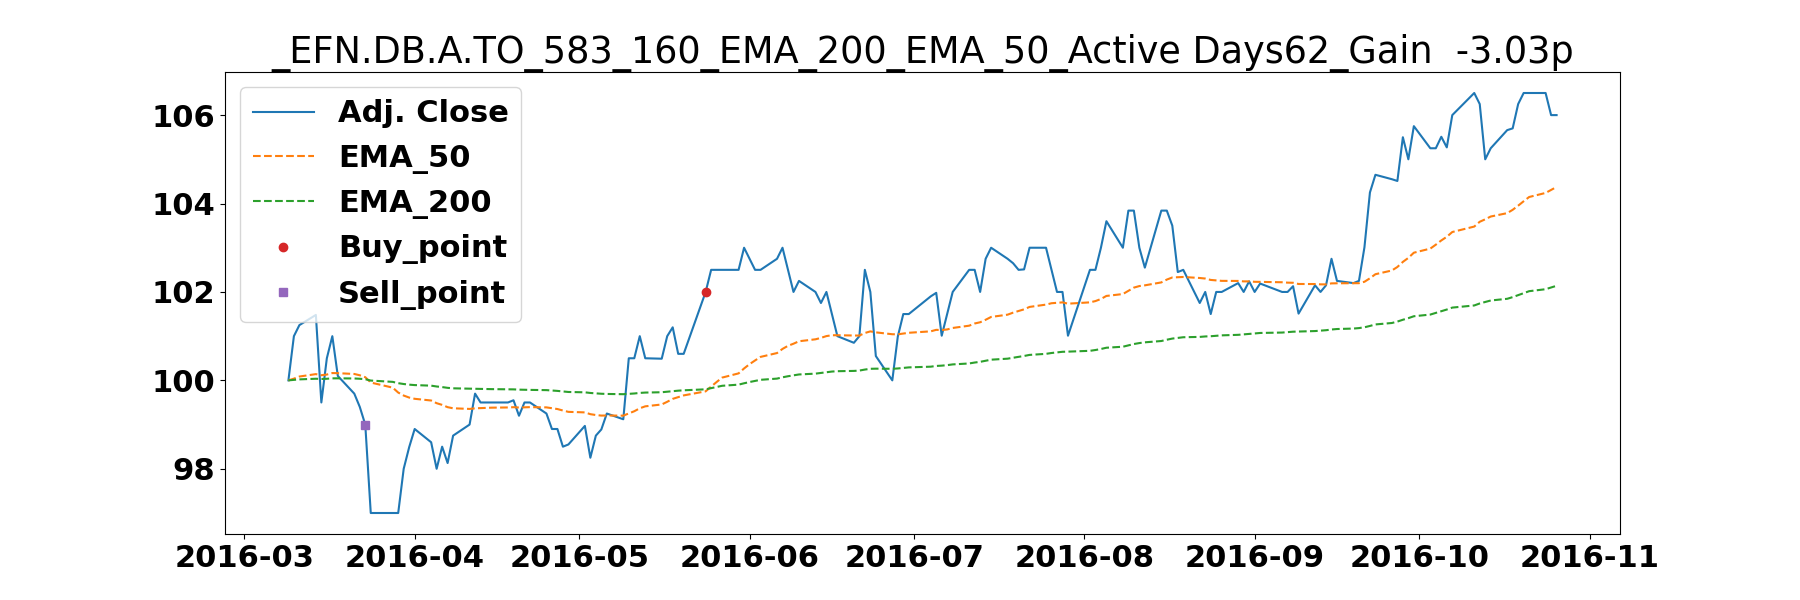 _EFN.DB.A.TO_583_160_EMA_200_EMA_50_Active Days62_Gain  -3.03p
Adj. Close
EMA_50
EMA_200
Buy_point
Sell_point
106
104
102
100
98
2016-03 2016-04 2016-05 2016-06 2016-07 2016-08 2016-09 2016-10 2016-11